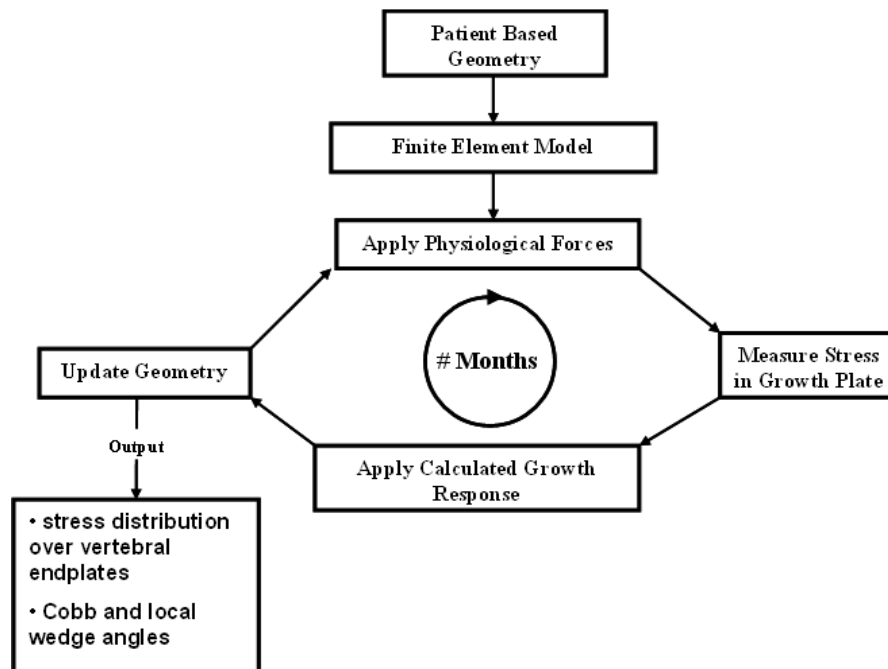 Patient Based
Geometry
Finite Element Model
Apply Physiological Forces
# Months
Measure Stress
in Growth Plate
Update Geometry
Apply Calculated Growth
Response
Output
• stress distribution
over vertebral
endplates
• Cobb and local
wedge angles